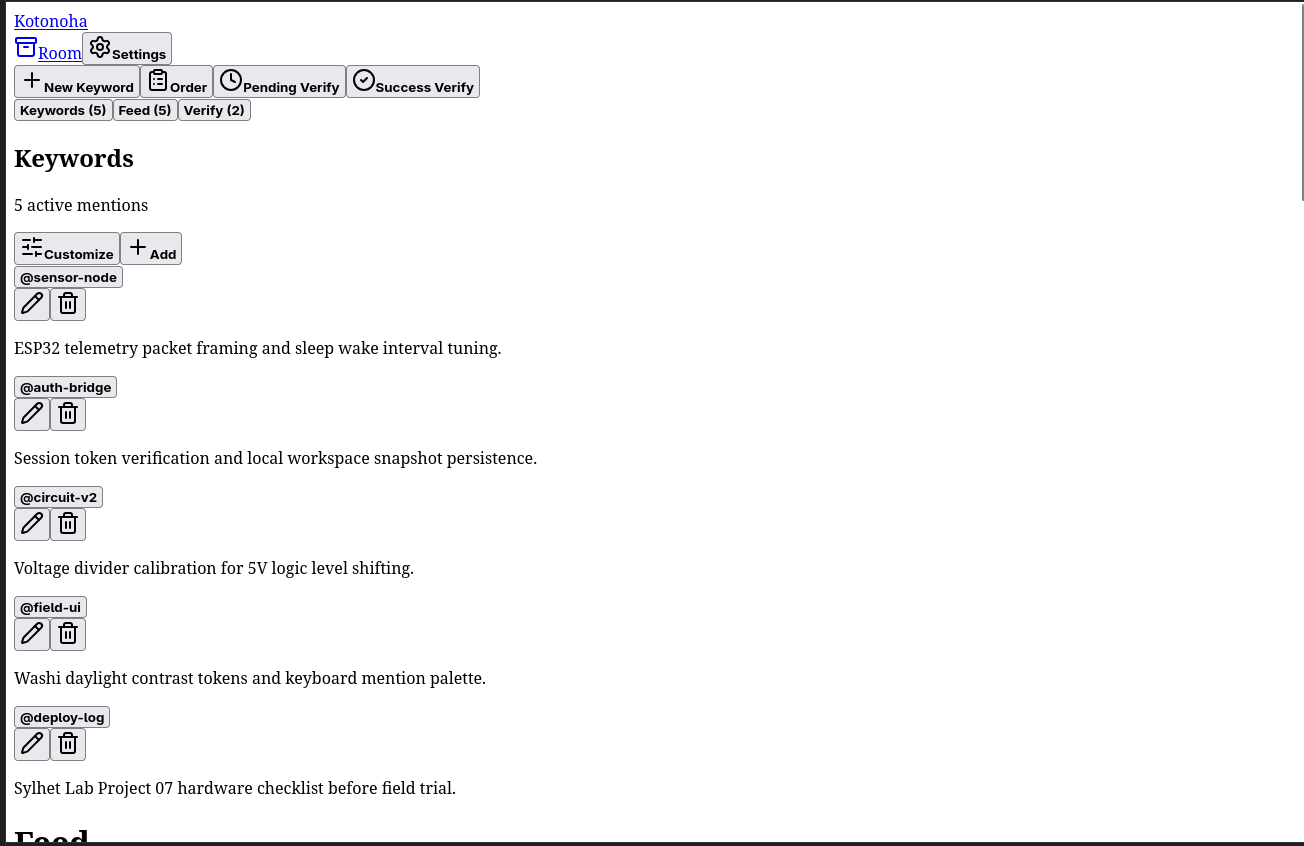 Kotonoha
Room Settings
New Keyword Order Pending Verify Success Verify
Keywords (5) Feed (5) Verify (2)
Keywords
5 active mentions
Customize Add
@sensor-node
ESP32 telemetry packet framing and sleep wake interval tuning.
@auth-bridge
Session token verification and local workspace snapshot persistence.
@circuit-v2
Voltage divider calibration for 5V logic level shifting.
@field-ui
Washi daylight contrast tokens and keyboard mention palette.
@deploy-log
Sylhet Lab Project 07 hardware checklist before field trial.
Feed